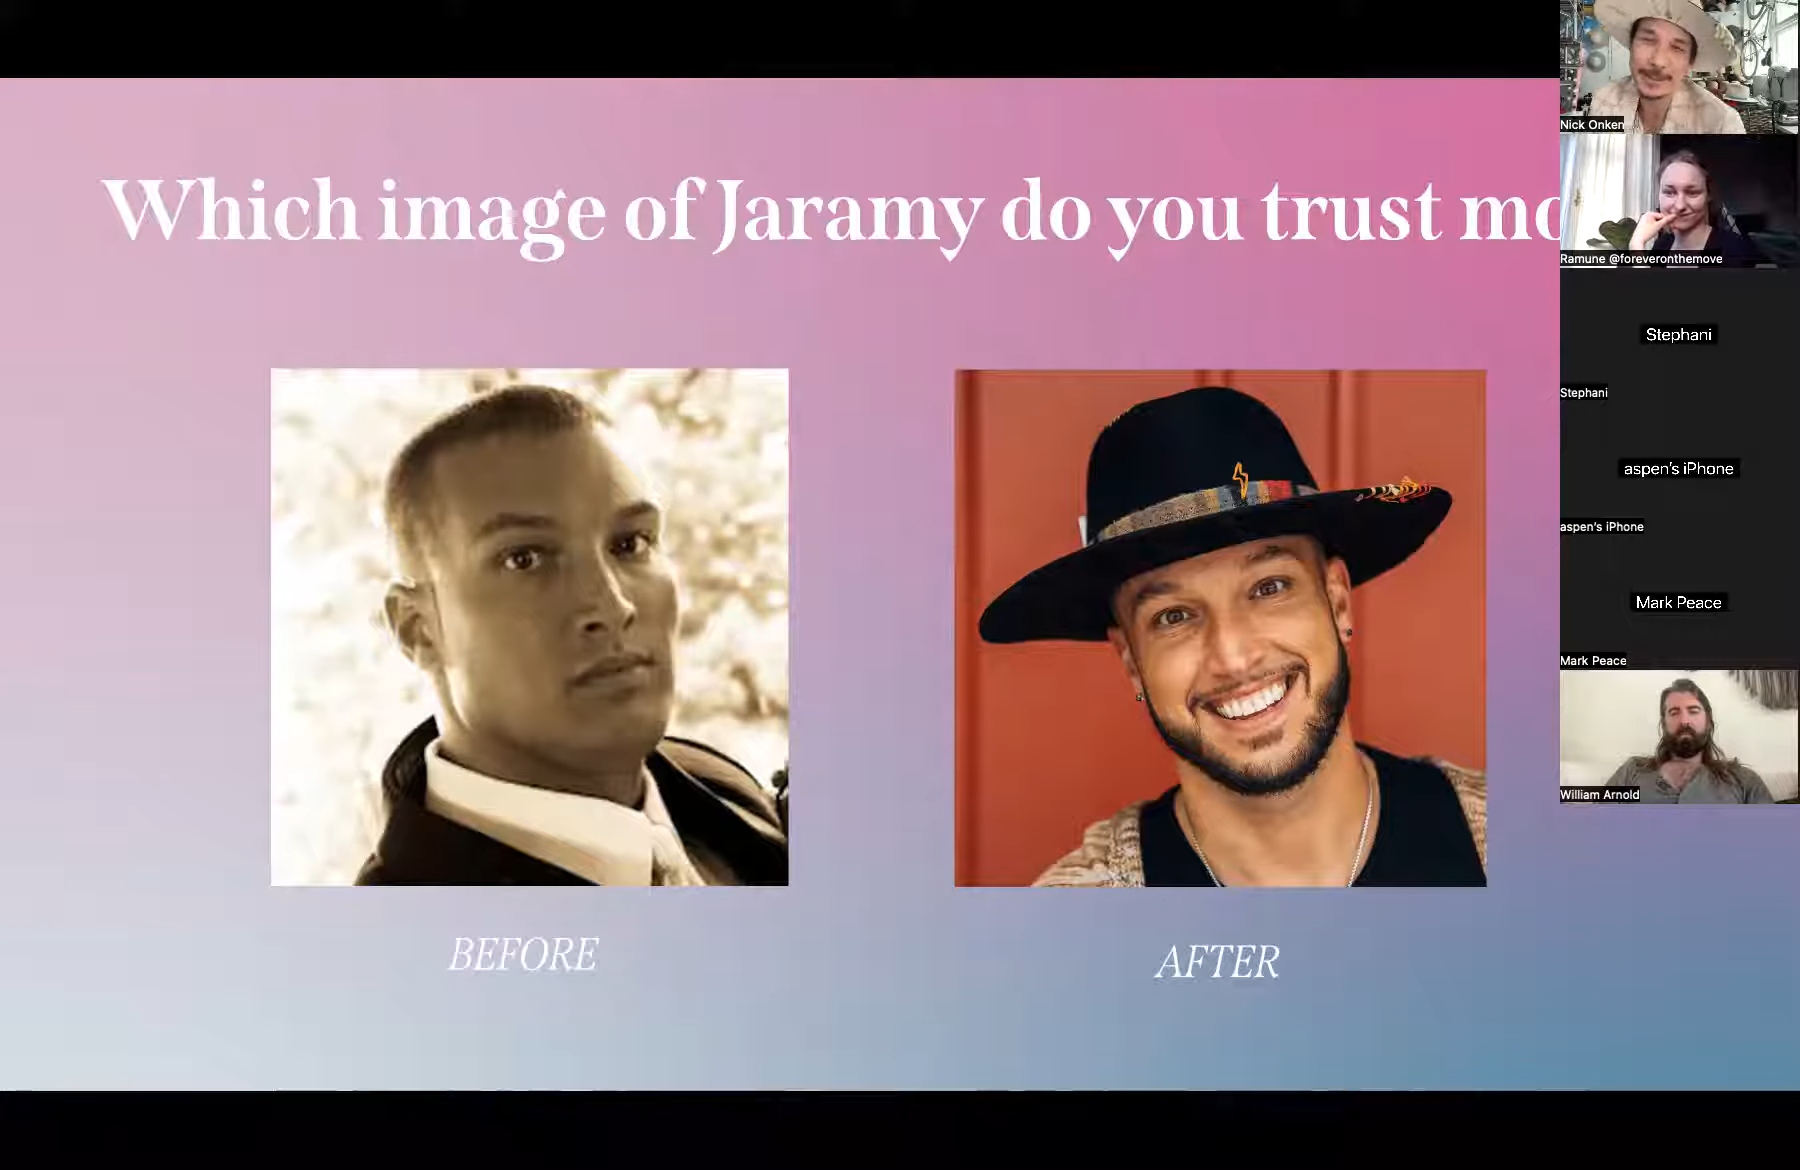 Which image of Jaramy do you trust mo
BEFORE
AFTER
Nick Onken
Ramune @foreveronthemove
Stephani
Stephani
aspen's iPhone
aspen's iPhone
Mark Peace
Mark Peace
William Arnold